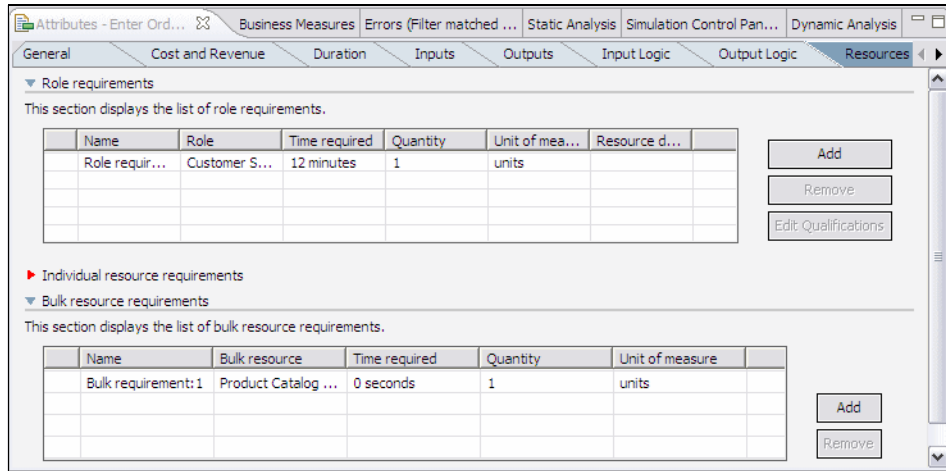 Attributes - Enter Ord... Business Measures Errors (Filter matched ... Static Analysis Simulation Control Pan... Dynamic Analysis
General Cost and Revenue Duration Inputs Outputs Input Logic Output Logic Resources
Role requirements
This section displays the list of role requirements.
Name Role Time required Quantity Unit of mea... Resource d...
Role requir... Customer S... 12 minutes 1 units
Add
Remove
Edit Qualifications
Individual resource requirements
Bulk resource requirements
This section displays the list of bulk resource requirements.
Name Bulk resource Time required Quantity Unit of measure
Bulk requirement:1 Product Catalog ... 0 seconds 1 units
Add
Remove